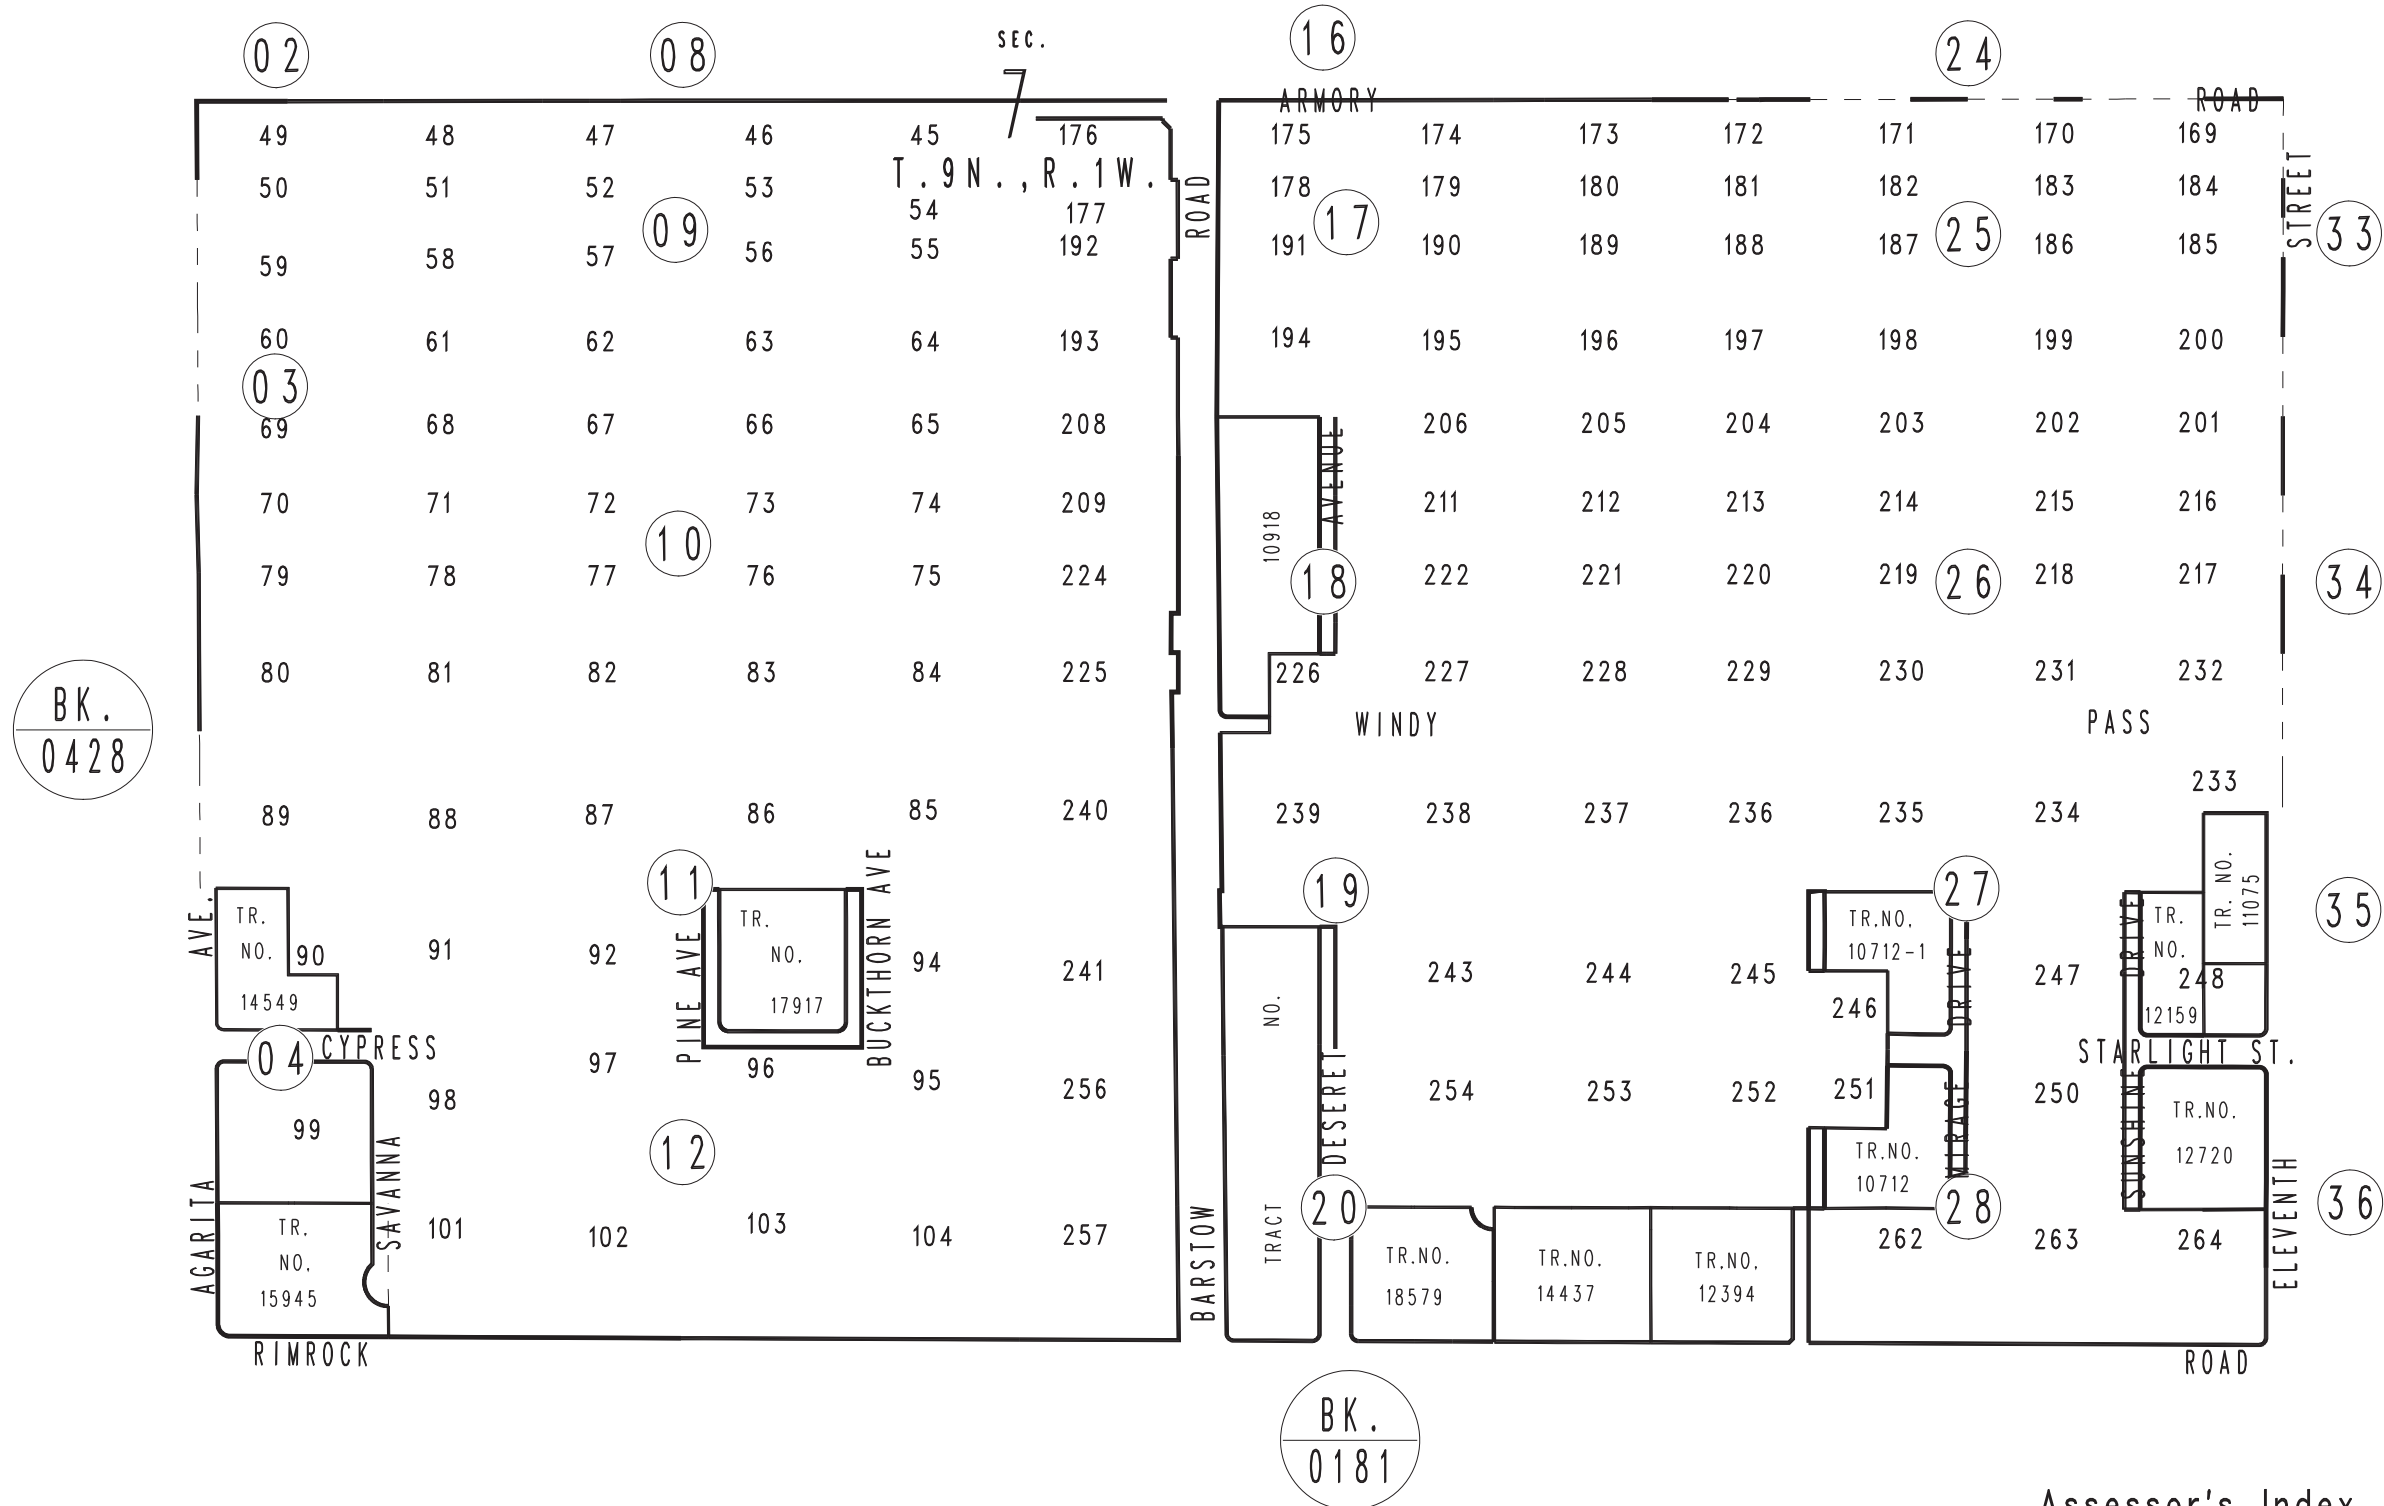 02 08 SEC. 16 24
7
ARMORY ROAD
49 48 47 46 45 176 175 174 173 172 171 170 169
T.9N.,R.1W.
50 51 52 53 178 179 180 181 182 183 184
54 177
ROAD
STREET
09 17 25 33
59 58 57 56 55 192 191 190 189 188 187 186 185
60 61 62 63 64 193 194 195 196 197 198 199 200
03
69 68 67 66 65 208 206 205 204 203 202 201
AVENUE
70 71 72 73 74 209 211 212 213 214 215 216
10918
10 18 26 34
79 78 77 76 75 224 222 221 220 219 218 217
80 81 82 83 84 225 226 227 228 229 230 231 232
BK.
0428
WINDY PASS
233
89 88 87 86 85 240 239 238 237 236 235 234
11 19 27 35
AVE.
TR.
NO.
14549
90 91 92
PINE AVE
TR.
NO.
17917
BUCKTHORN AVE
94 241
NO.
243 244 245
TR.NO.
10712-1
246
DRIVE
247
DRIVE
TR.
NO.
12159
TR. NO.
11075
248
04
CYPRESS
STARLIGHT ST.
97 96 95 256
98
99
DESERET
254 253 252 251
MIRAGE
250
SUNSHINE
TR.NO.
12720
12
SAVANNA
TR.NO.
10712
AGARITA
TR.
NO.
15945
101 102 103 104 257
BARSTOW
TRACT
20 28 36
TR.NO.
18579
TR.NO.
14437
TR.NO.
12394
262 263 264
ELEVENTH
RIMROCK ROAD
BK.
0181
Assessor's Index